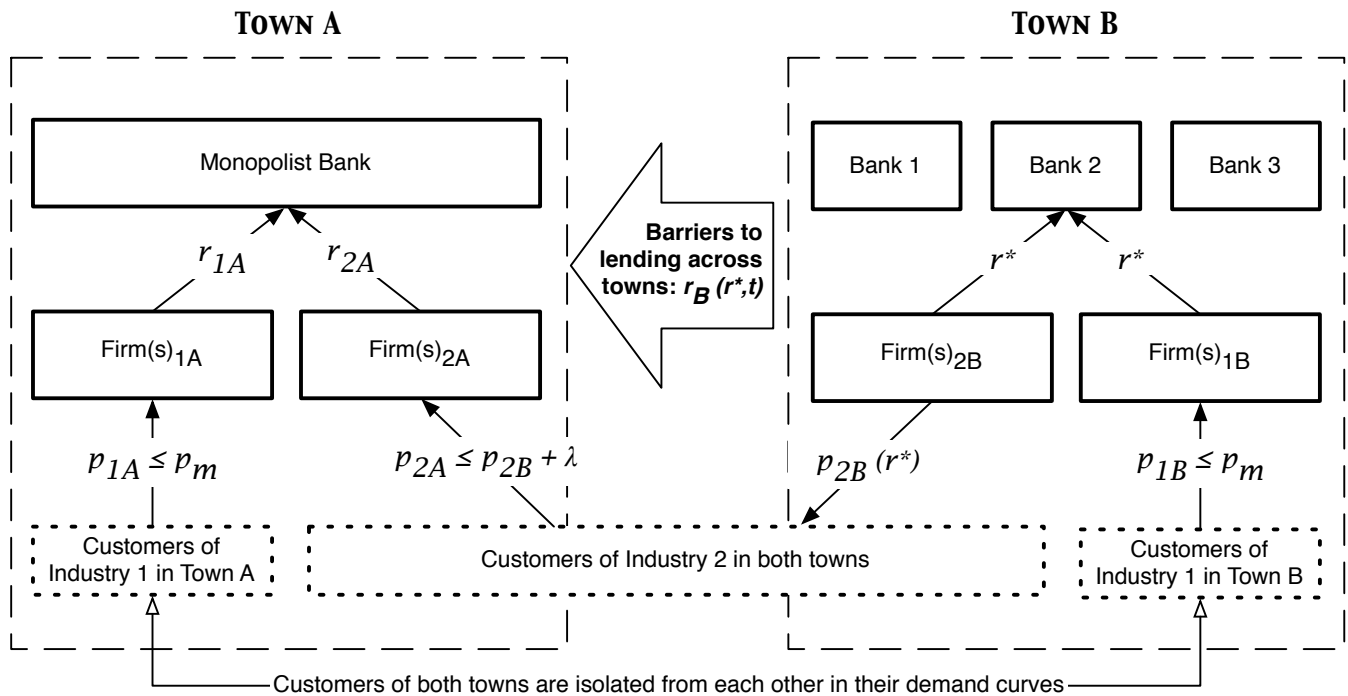 TOWN A
TOWN B
Monopolist Bank
Bank 1
Bank 2
Bank 3
Barriers to
lending across
towns: r_B (r*,t)
r_1A
r_2A
r*
r*
Firm(s)_1A
Firm(s)_2A
Firm(s)_2B
Firm(s)_1B
p_1A ≤ p_m
p_2A ≤ p_2B + λ
p_2B (r*)
p_1B ≤ p_m
Customers of
Industry 1 in Town A
Customers of Industry 2 in both towns
Customers of
Industry 1 in Town B
Customers of both towns are isolated from each other in their demand curves